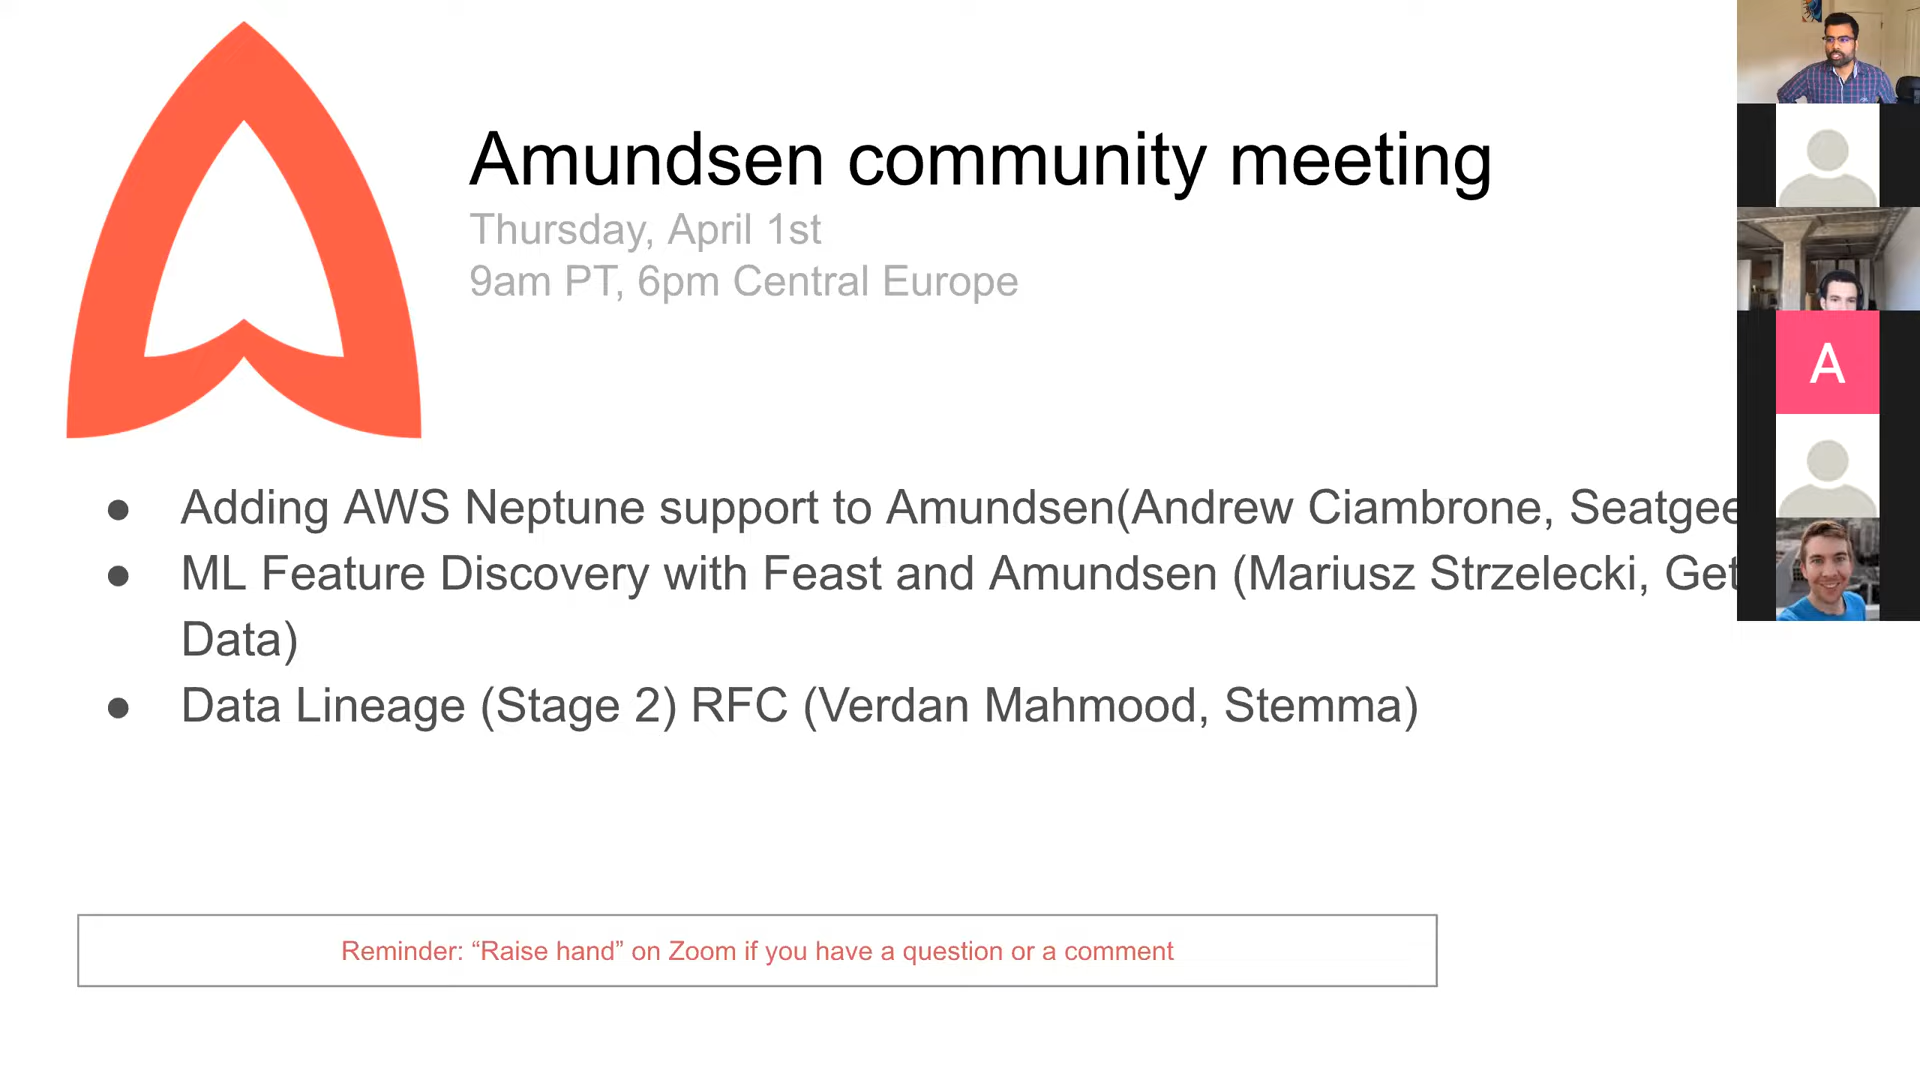 Amundsen community meeting
Thursday, April 1st
9am PT, 6pm Central Europe
A
● Adding AWS Neptune support to Amundsen(Andrew Ciambrone, Seatgee
● ML Feature Discovery with Feast and Amundsen (Mariusz Strzelecki, Get
Data)
● Data Lineage (Stage 2) RFC (Verdan Mahmood, Stemma)
Reminder: “Raise hand” on Zoom if you have a question or a comment